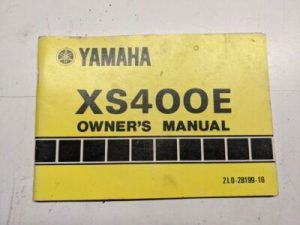 YAMAHA
XS400E
OWNER'S MANUAL
2L0-28199-10